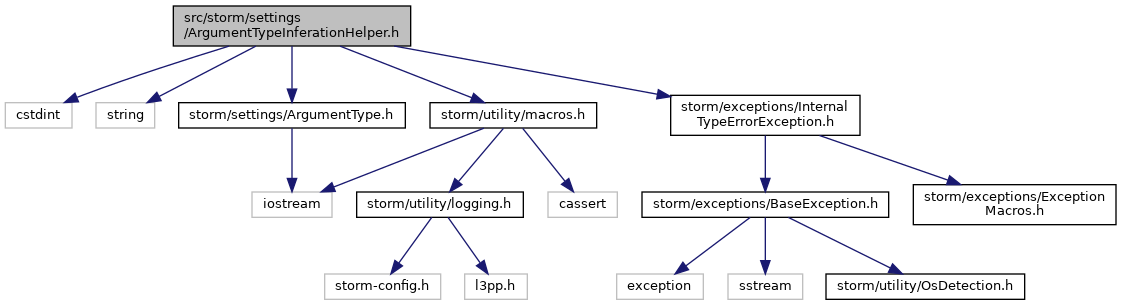 src/storm/settings
/ArgumentTypeInferationHelper.h
cstdint
string
storm/settings/ArgumentType.h
storm/utility/macros.h
storm/exceptions/Internal
TypeErrorException.h
iostream
storm/utility/logging.h
cassert
storm/exceptions/BaseException.h
storm/exceptions/Exception
Macros.h
storm-config.h
l3pp.h
exception
sstream
storm/utility/OsDetection.h